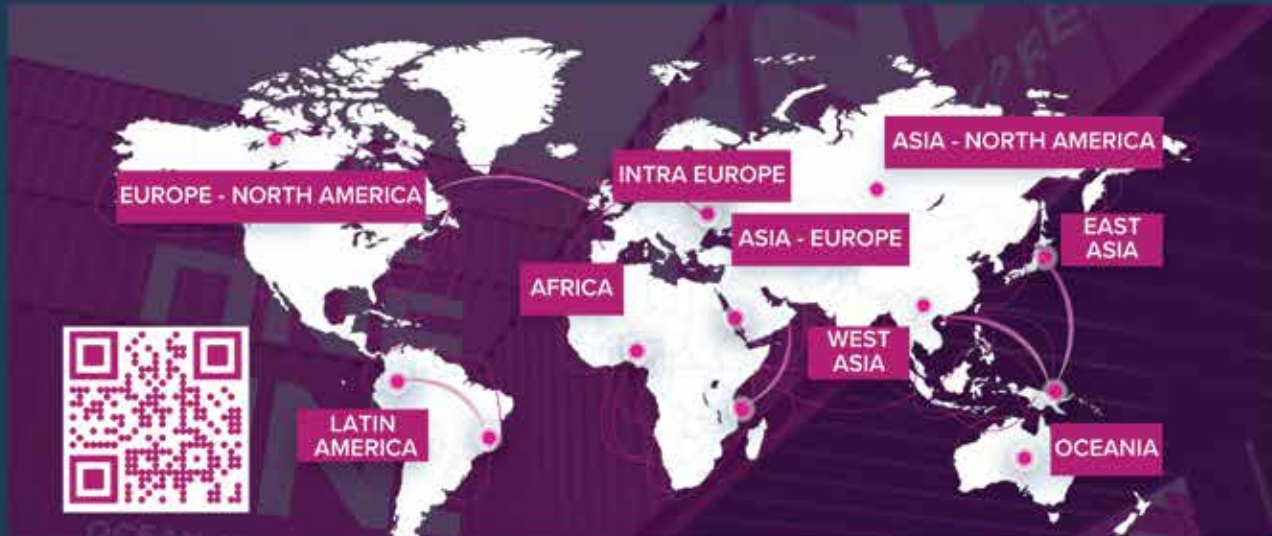 ASIA - NORTH AMERICA
EUROPE - NORTH AMERICA
INTRA EUROPE
ASIA - EUROPE
EAST
ASIA
AFRICA
WEST
ASIA
LATIN
AMERICA
OCEANIA